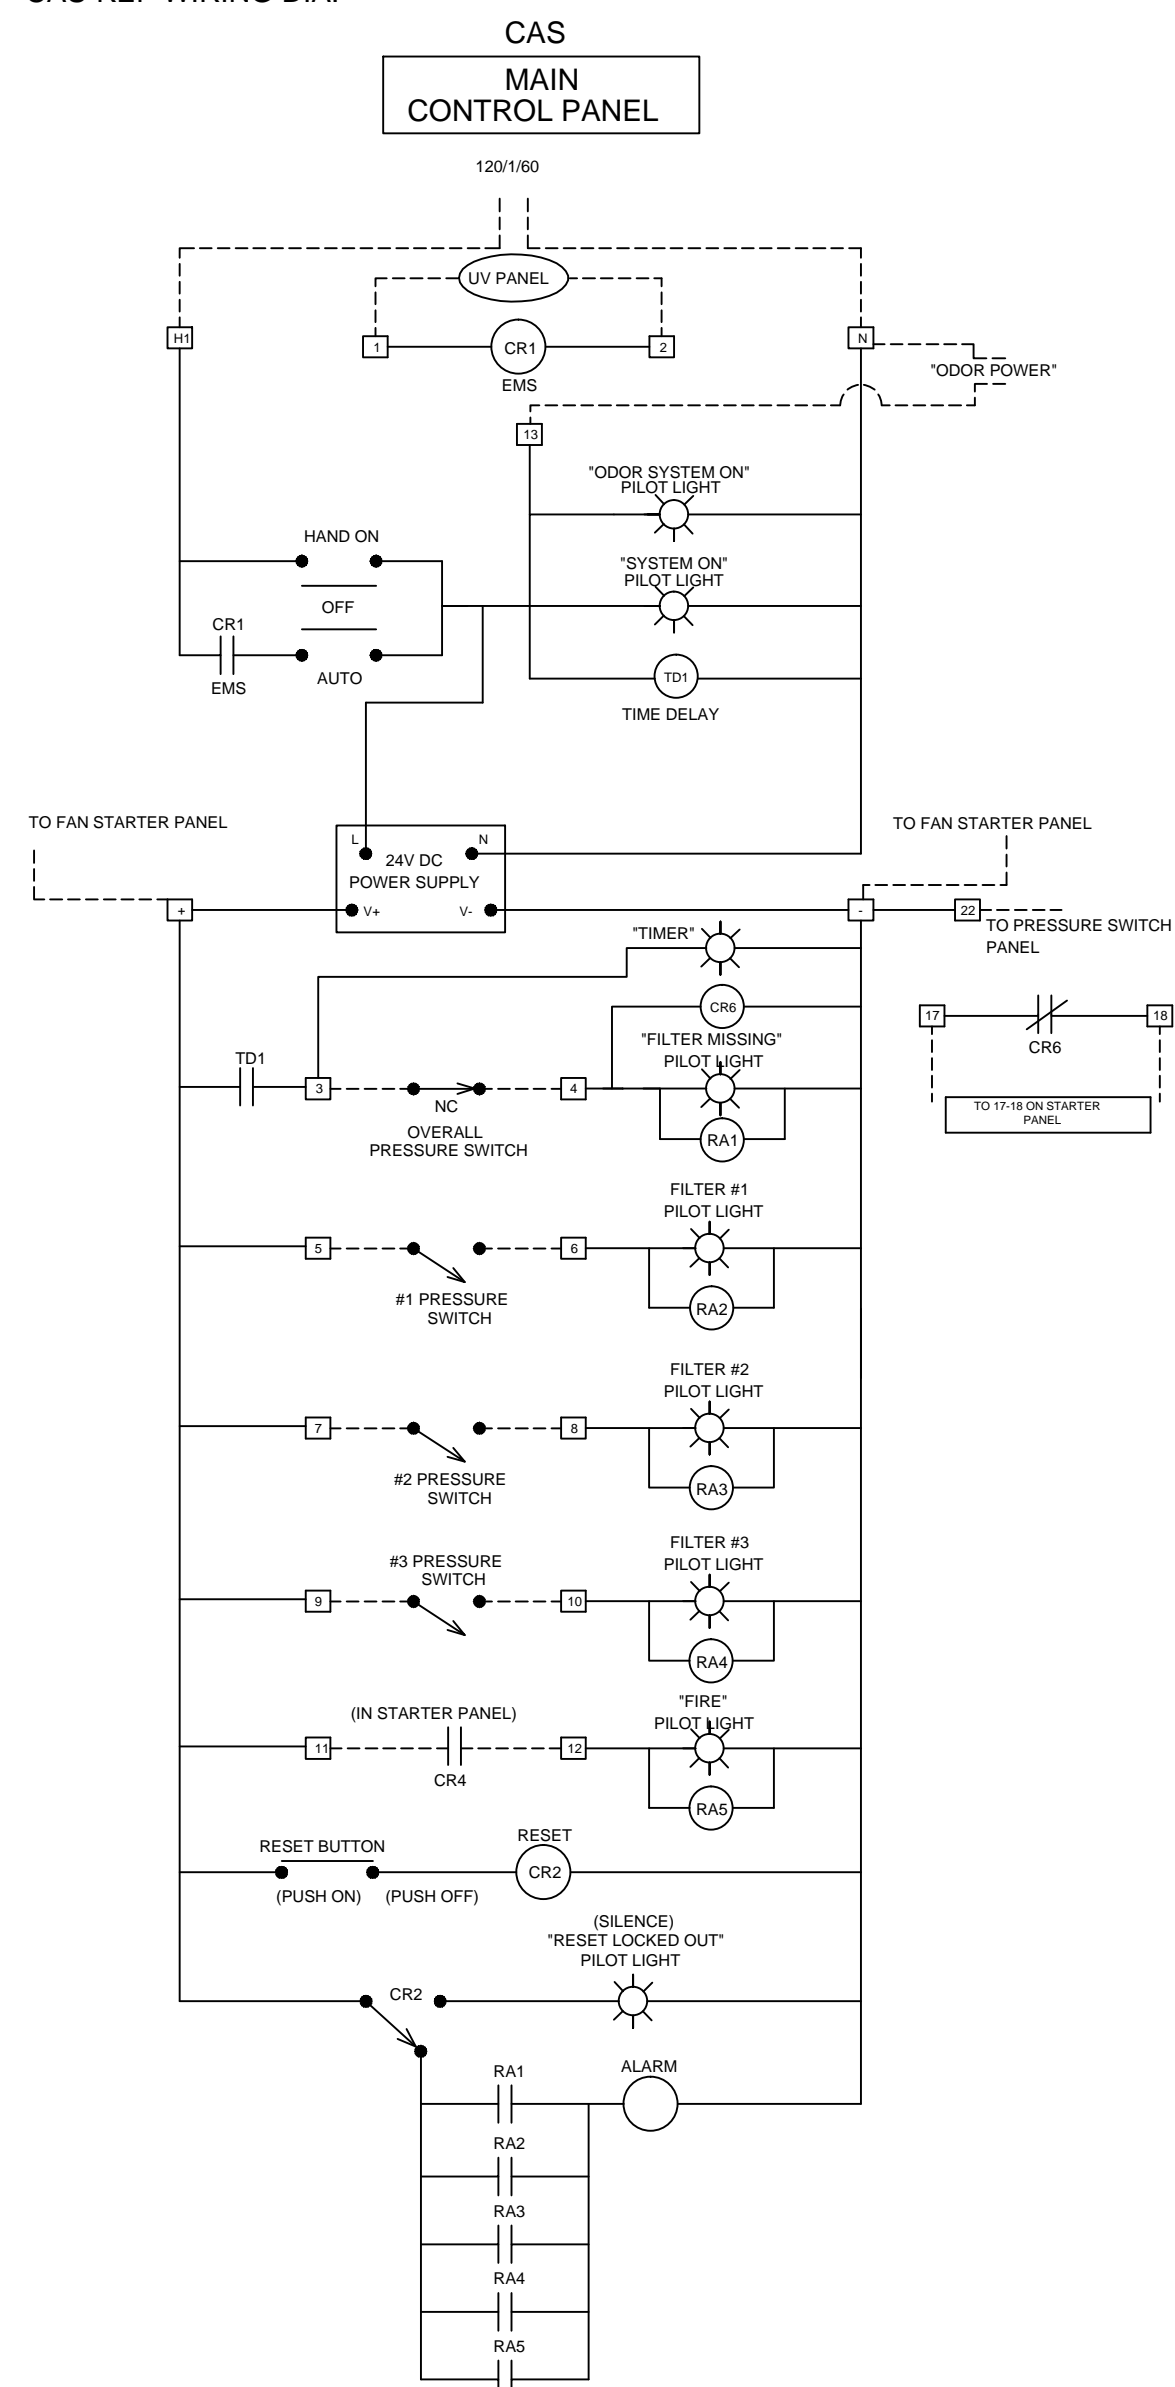 CAS
MAIN
CONTROL PANEL
120/1/60
UV PANEL
H1
1
CR1
2
N
EMS
"ODOR POWER"
13
"ODOR SYSTEM ON"
PILOT LIGHT
HAND ON
"SYSTEM ON"
PILOT LIGHT
OFF
CR1
EMS
AUTO
TD1
TIME DELAY
TO FAN STARTER PANEL
TO FAN STARTER PANEL
L
N
24V DC
POWER SUPPLY
+
V+
V-
-
22
TO PRESSURE SWITCH
PANEL
"TIMER"
CR6
17
18
CR6
"FILTER MISSING"
PILOT LIGHT
TD1
3
NC
4
OVERALL
PRESSURE SWITCH
RA1
TO 17-18 ON STARTER
PANEL
FILTER #1
PILOT LIGHT
5
6
#1 PRESSURE
SWITCH
RA2
FILTER #2
PILOT LIGHT
7
8
#2 PRESSURE
SWITCH
RA3
FILTER #3
PILOT LIGHT
#3 PRESSURE
SWITCH
9
10
RA4
"FIRE"
PILOT LIGHT
(IN STARTER PANEL)
11
12
CR4
RA5
RESET BUTTON
RESET
CR2
(PUSH ON)
(PUSH OFF)
(SILENCE)
"RESET LOCKED OUT"
PILOT LIGHT
CR2
RA1
ALARM
RA2
RA3
RA4
RA5